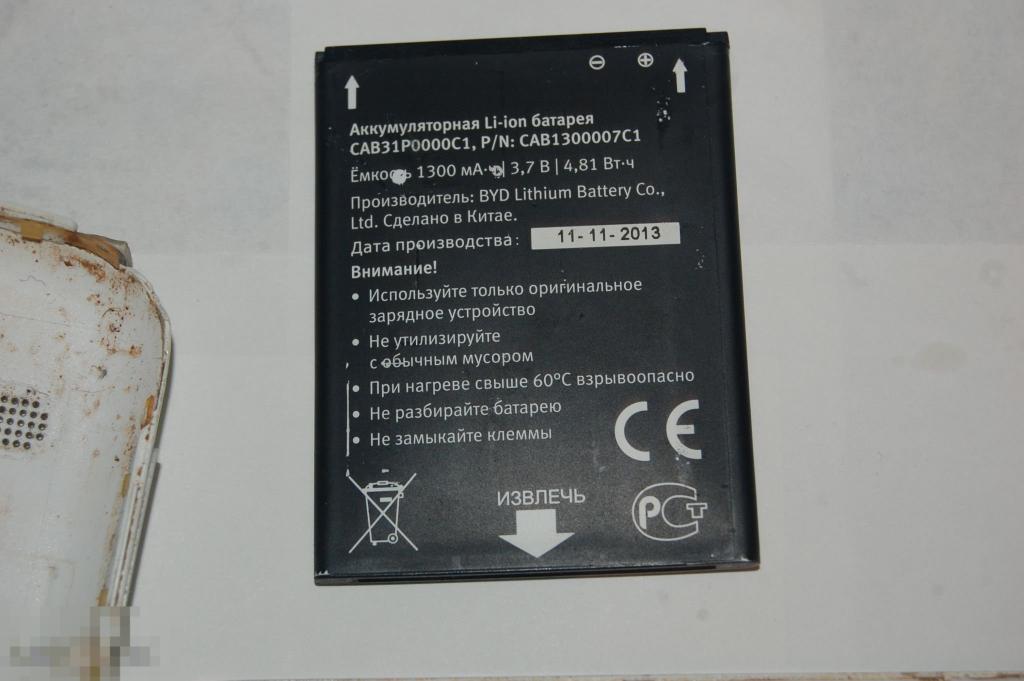 Аккумуляторная Li-ion батарея
CAB31P0000C1, P/N: CAB1300007C1
Ёмкость 1300 мА·ч | 3,7 В | 4,81 Вт·ч
Производитель: BYD Lithium Battery Co.,
Ltd. Сделано в Китае.
Дата производства: 11-11-2013
Внимание!
• Используйте только оригинальное
зарядное устройство
• Не утилизируйте
с обычным мусором
• При нагреве свыше 60°C взрывоопасно
• Не разбирайте батарею
• Не замыкайте клеммы
CE
ИЗВЛЕЧЬ
РСТ